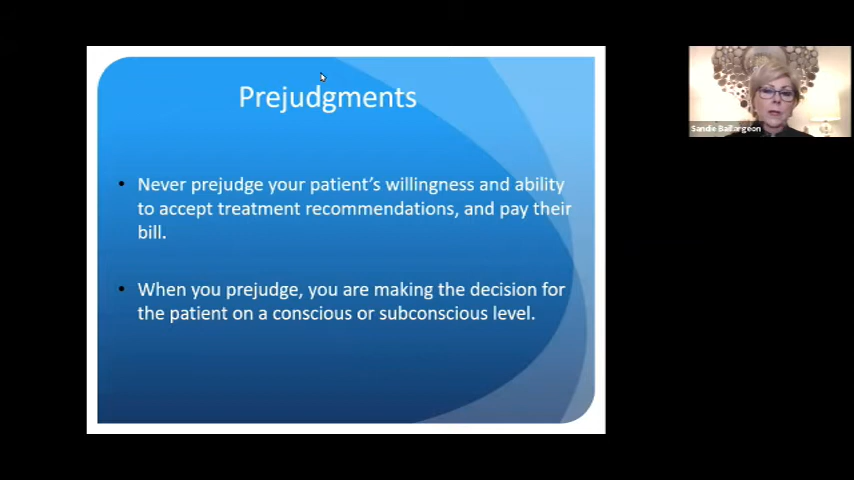 Prejudgments
• Never prejudge your patient's willingness and ability
to accept treatment recommendations, and pay their
bill.
• When you prejudge, you are making the decision for
the patient on a conscious or subconscious level.
Sandie Baillargeon